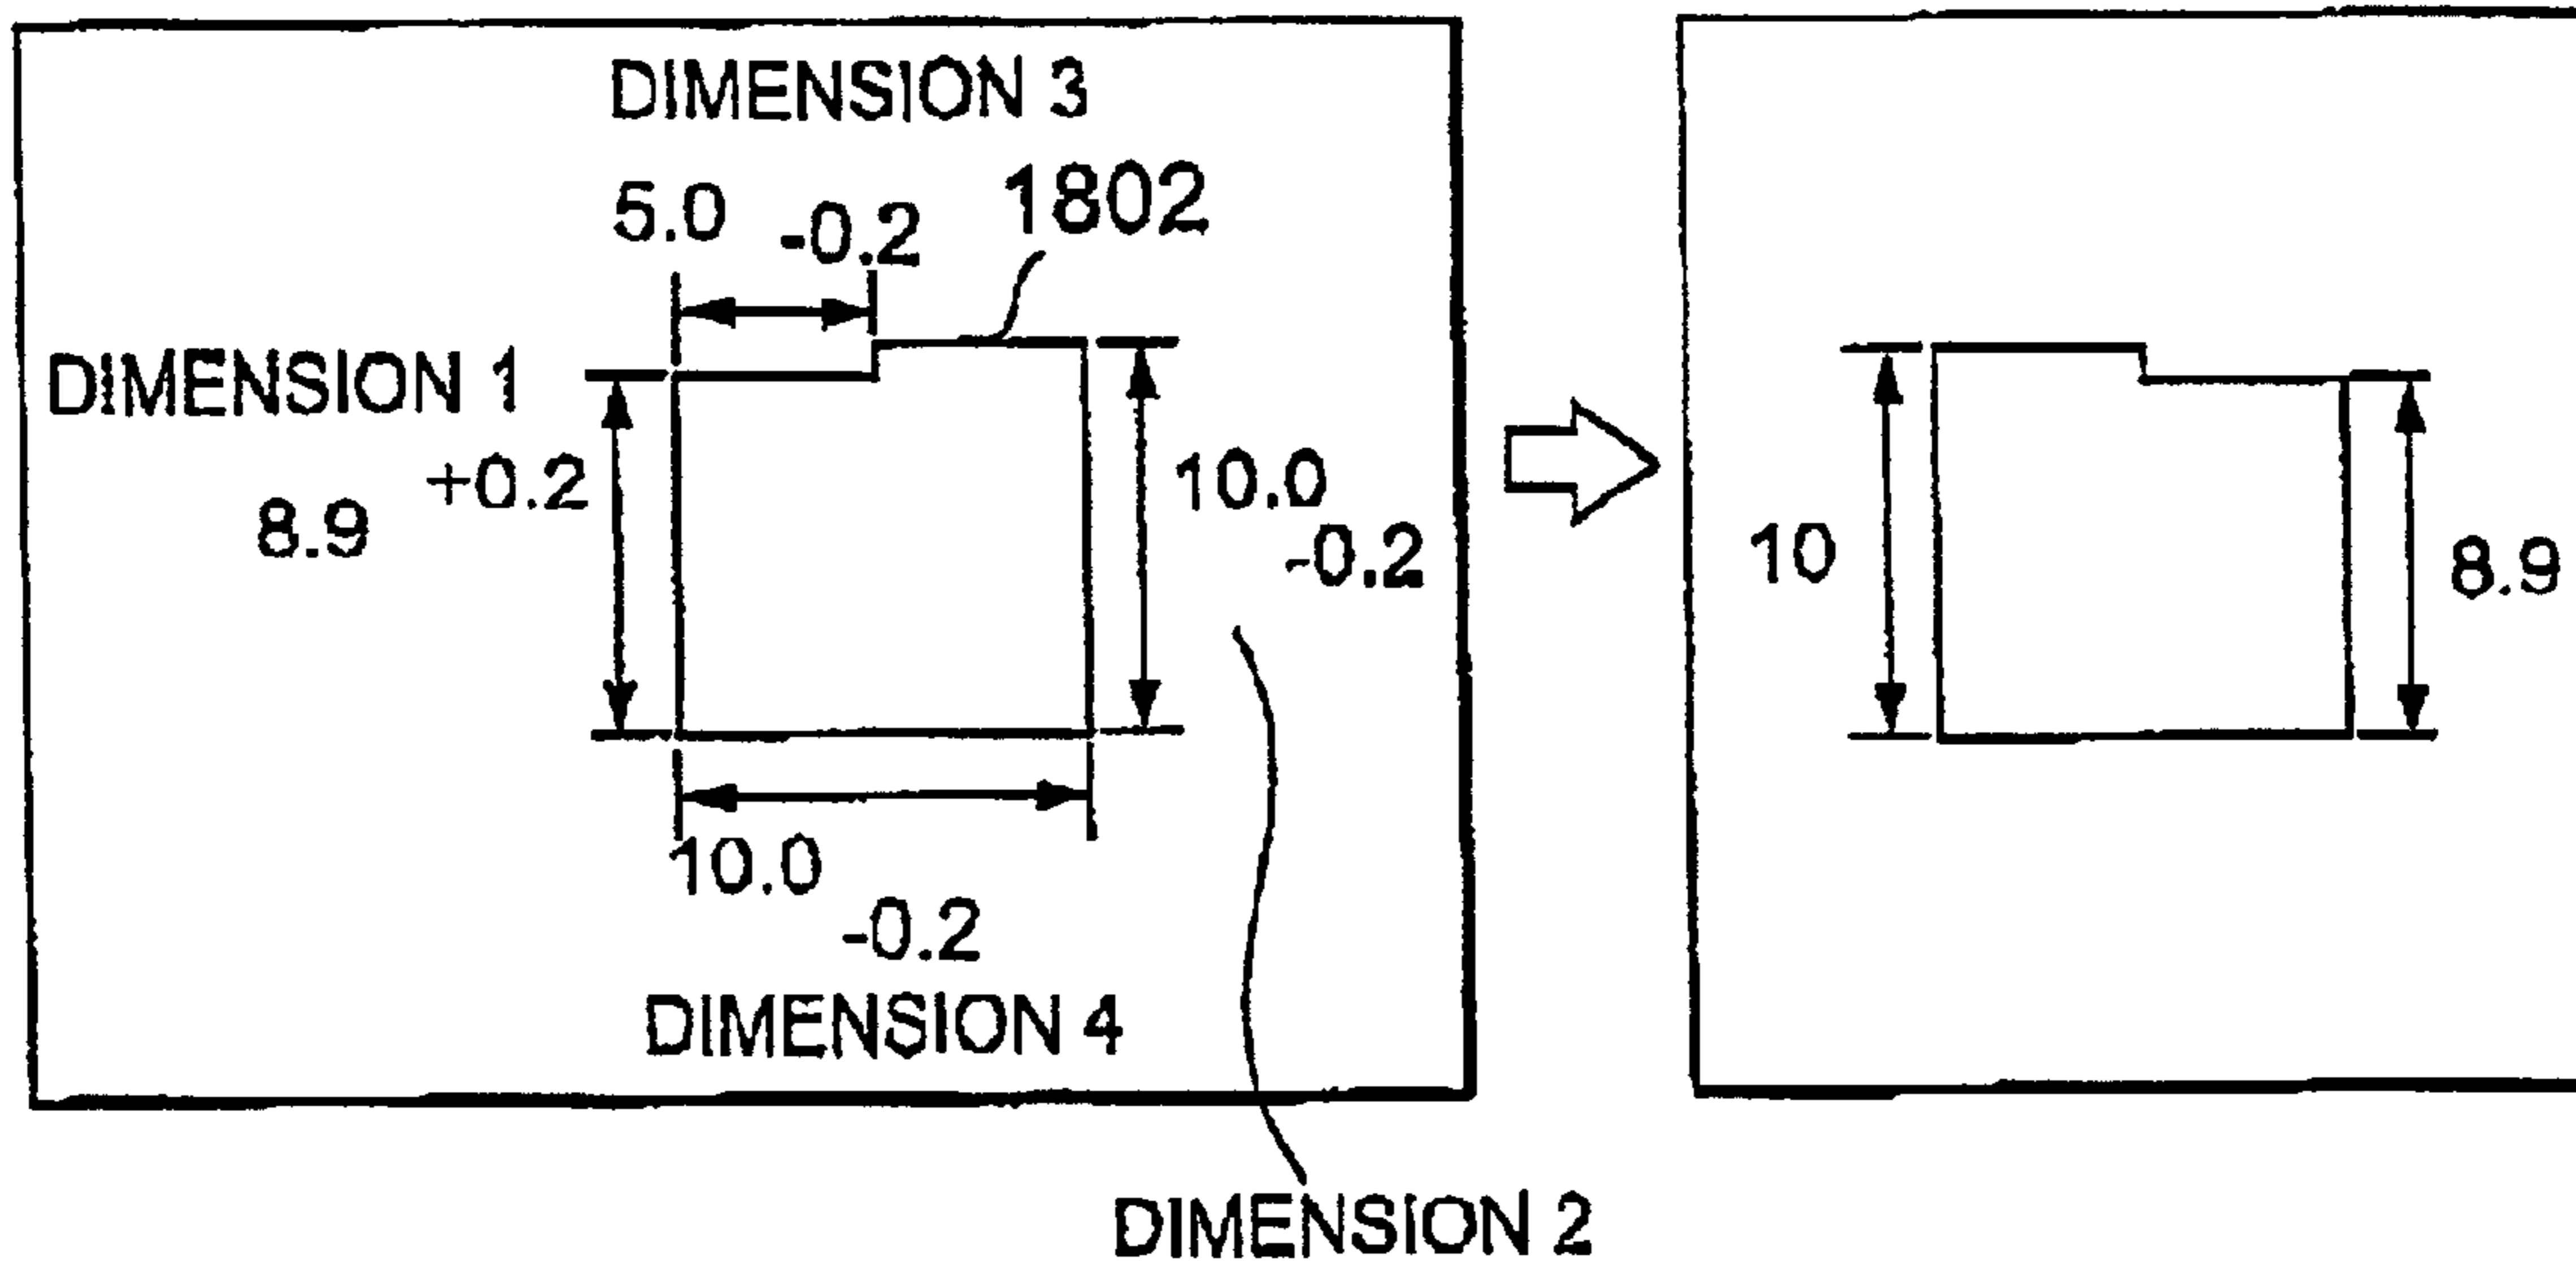 DIMENSION 3
5.0 -0.2 1802
DIMENSION 1
+0.2
8.9
10.0
-0.2
10.0
-0.2
DIMENSION 4
DIMENSION 2
10
8.9